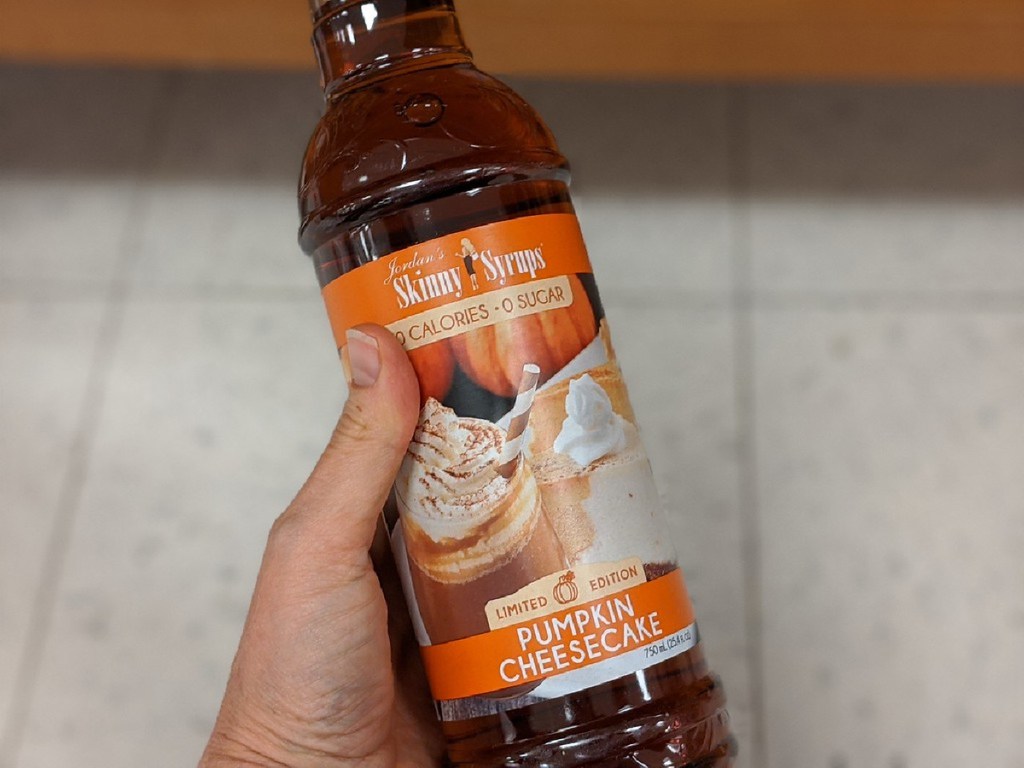 Jordan's
Skinny Syrups
0 CALORIES • 0 SUGAR
LIMITED EDITION
PUMPKIN
CHEESECAKE
750 mL (25.4 fl. oz.)